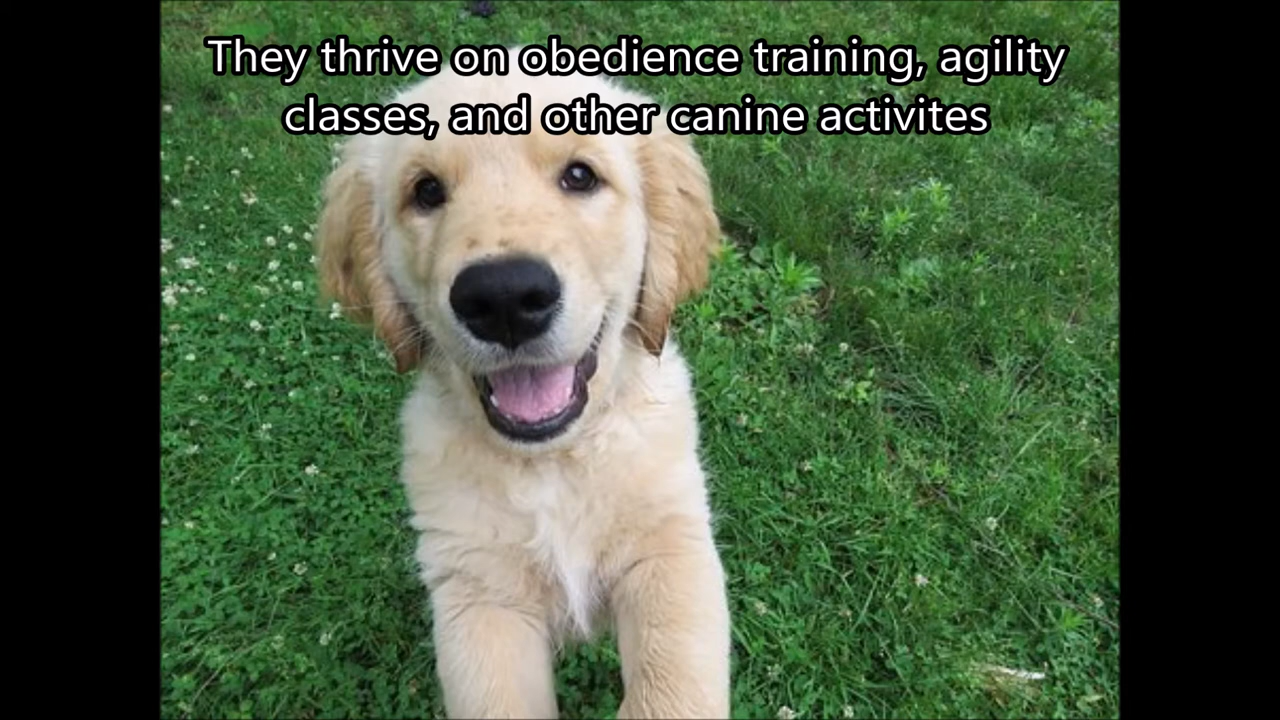 They thrive on obedience training, agility
classes, and other canine activites